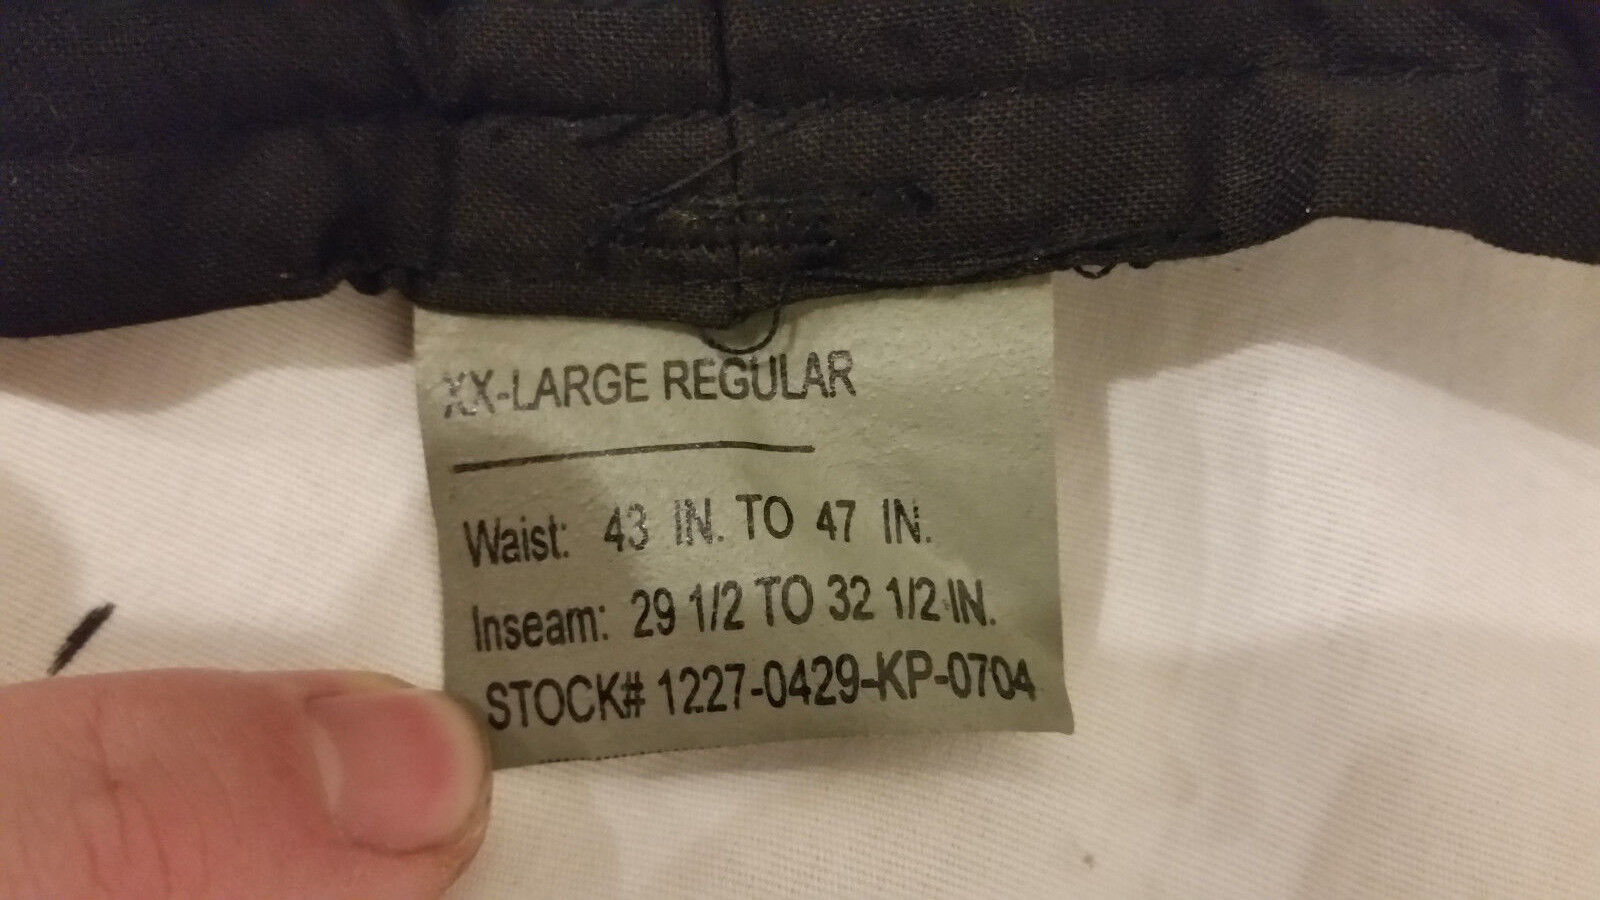 XX-LARGE REGULAR
Waist: 43 IN. TO 47 IN.
Inseam: 29 1/2 TO 32 1/2 IN.
STOCK# 1227-0429-KP-0704